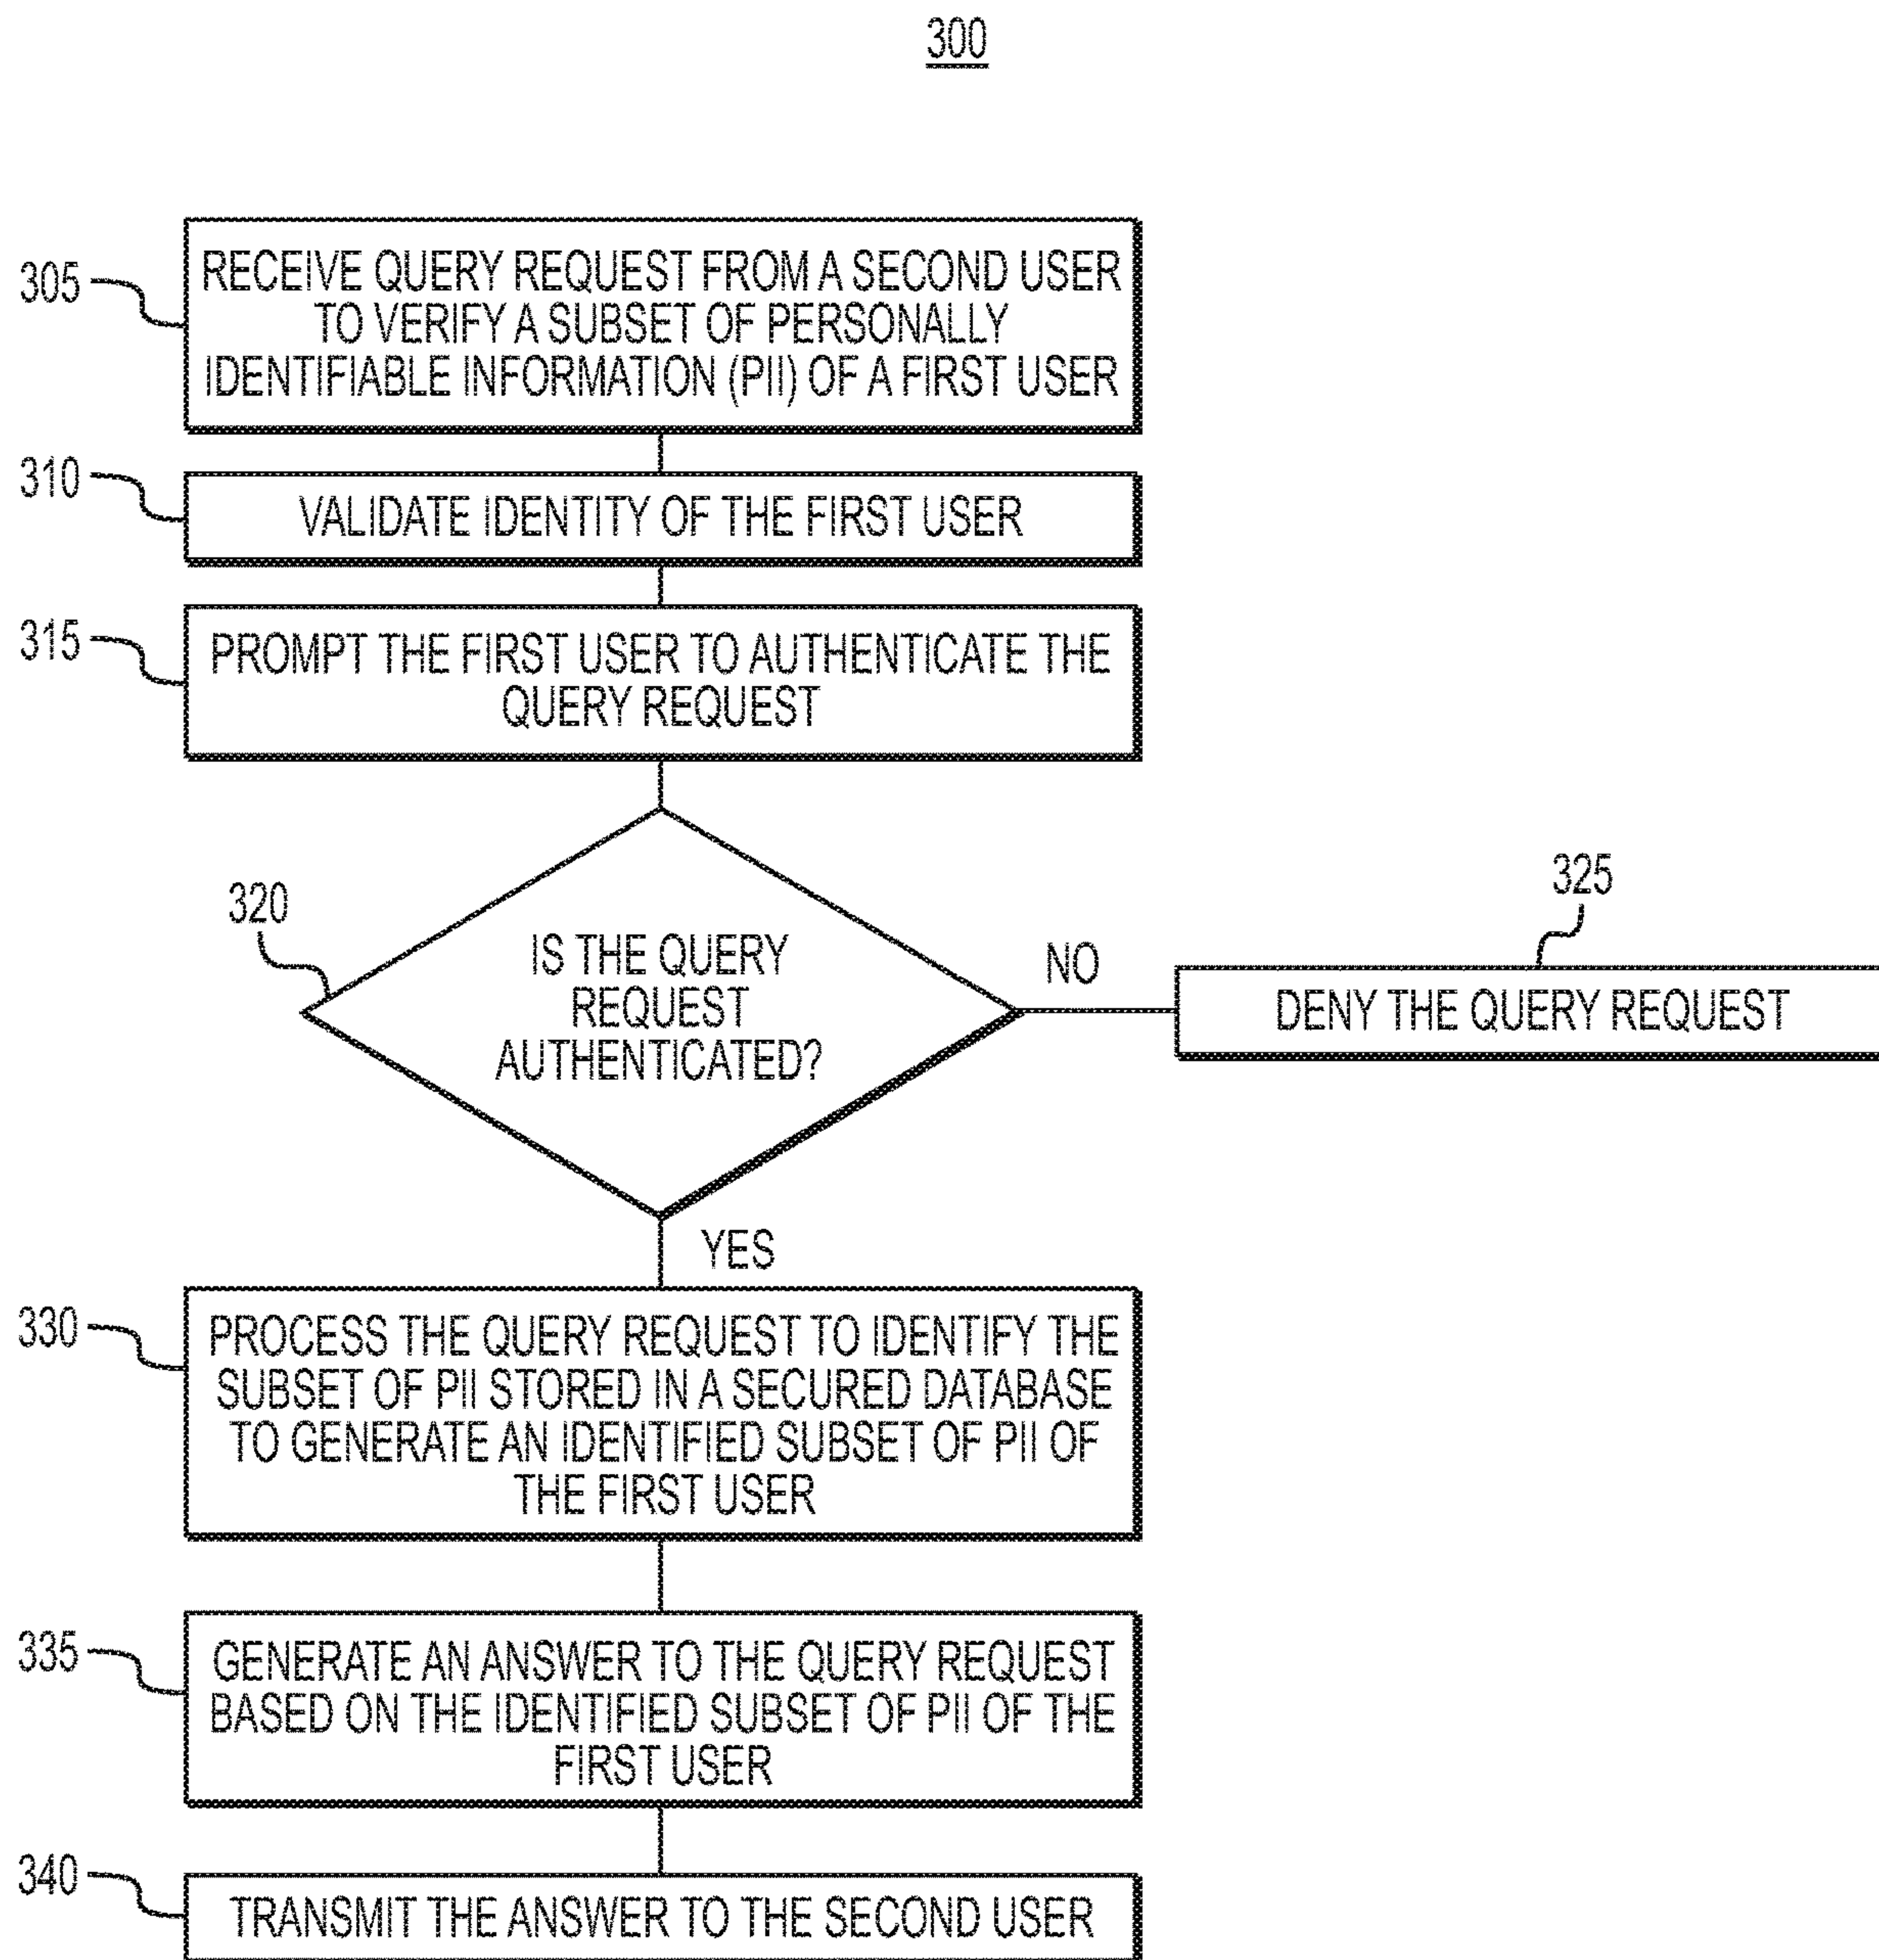 300
305
RECEIVE QUERY REQUEST FROM A SECOND USER
TO VERIFY A SUBSET OF PERSONALLY
IDENTIFIABLE INFORMATION (PII) OF A FIRST USER
310
VALIDATE IDENTITY OF THE FIRST USER
315
PROMPT THE FIRST USER TO AUTHENTICATE THE
QUERY REQUEST
320
IS THE QUERY
REQUEST
AUTHENTICATED?
NO
325
DENY THE QUERY REQUEST
YES
330
PROCESS THE QUERY REQUEST TO IDENTIFY THE
SUBSET OF PII STORED IN A SECURED DATABASE
TO GENERATE AN IDENTIFIED SUBSET OF PII OF
THE FIRST USER
335
GENERATE AN ANSWER TO THE QUERY REQUEST
BASED ON THE IDENTIFIED SUBSET OF PII OF THE
FIRST USER
340
TRANSMIT THE ANSWER TO THE SECOND USER